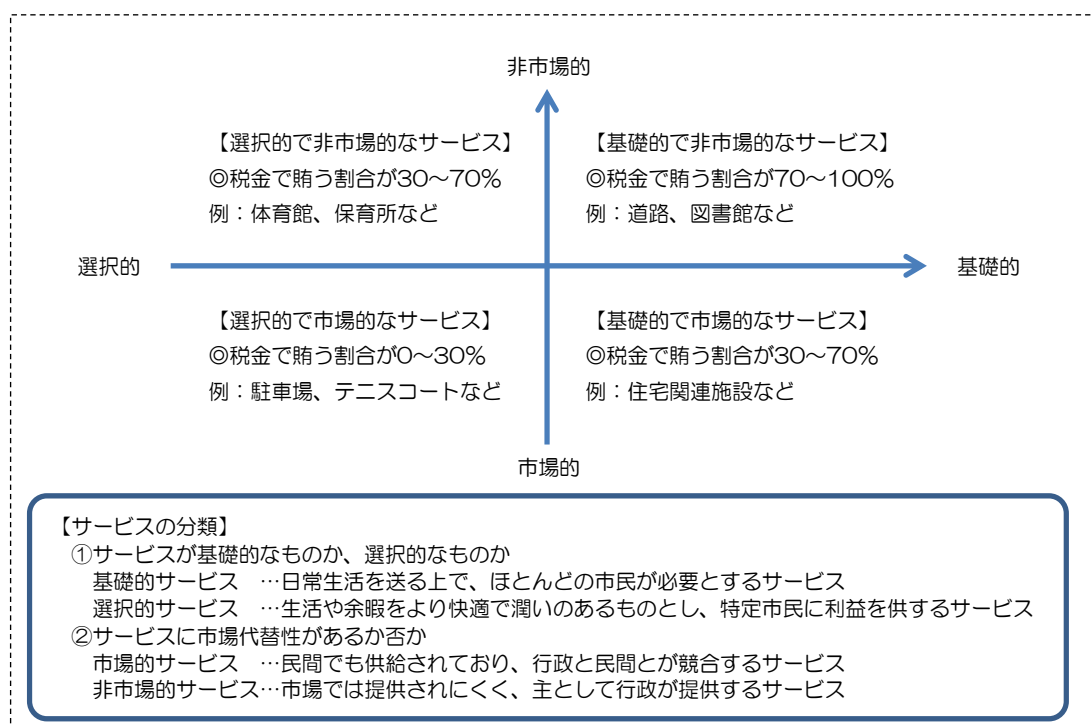 非市場的
【選択的で非市場的なサービス】
◎税金で賄う割合が30～70%
例：体育館、保育所など
【基礎的で非市場的なサービス】
◎税金で賄う割合が70～100%
例：道路、図書館など
選択的
基礎的
【選択的で市場的なサービス】
◎税金で賄う割合が0～30%
例：駐車場、テニスコートなど
【基礎的で市場的なサービス】
◎税金で賄う割合が30～70%
例：住宅関連施設など
市場的
【サービスの分類】
①サービスが基礎的なものか、選択的なものか
基礎的サービス　…日常生活を送る上で、ほとんどの市民が必要とするサービス
選択的サービス　…生活や余暇をより快適で潤いのあるものとし、特定市民に利益を供するサービス
②サービスに市場代替性があるか否か
市場的サービス　…民間でも供給されており、行政と民間とが競合するサービス
非市場的サービス…市場では提供されにくく、主として行政が提供するサービス